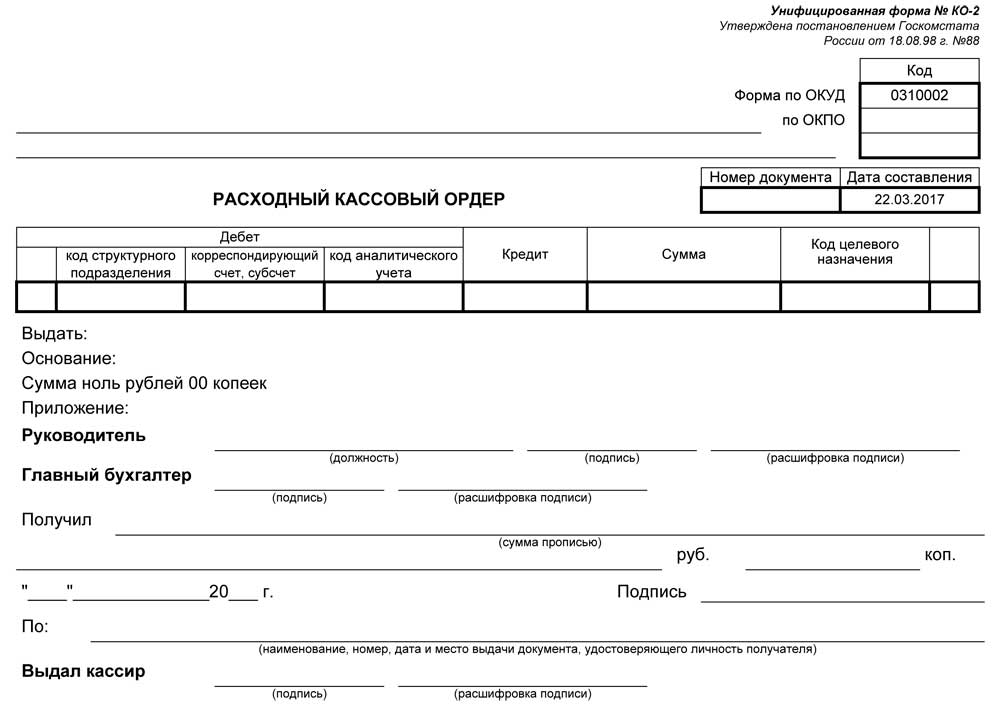 Унифицированная форма № КО-2
Утверждена постановлением Госкомстата
России от 18.08.98 г. №88
Код
Форма по ОКУД 0310002
по ОКПО
Номер документа Дата составления
РАСХОДНЫЙ КАССОВЫЙ ОРДЕР 22.03.2017
Дебет
код структурного подразделения корреспондирующий счет, субсчет код аналитического учета Кредит Сумма Код целевого назначения
Выдать:
Основание:
Сумма ноль рублей 00 копеек
Приложение:
Руководитель
(должность) (подпись) (расшифровка подписи)
Главный бухгалтер
(подпись) (расшифровка подписи)
Получил
(сумма прописью)
руб. коп.
"____"______________20___ г. Подпись
По:
(наименование, номер, дата и место выдачи документа, удостоверяющего личность получателя)
Выдал кассир
(подпись) (расшифровка подписи)